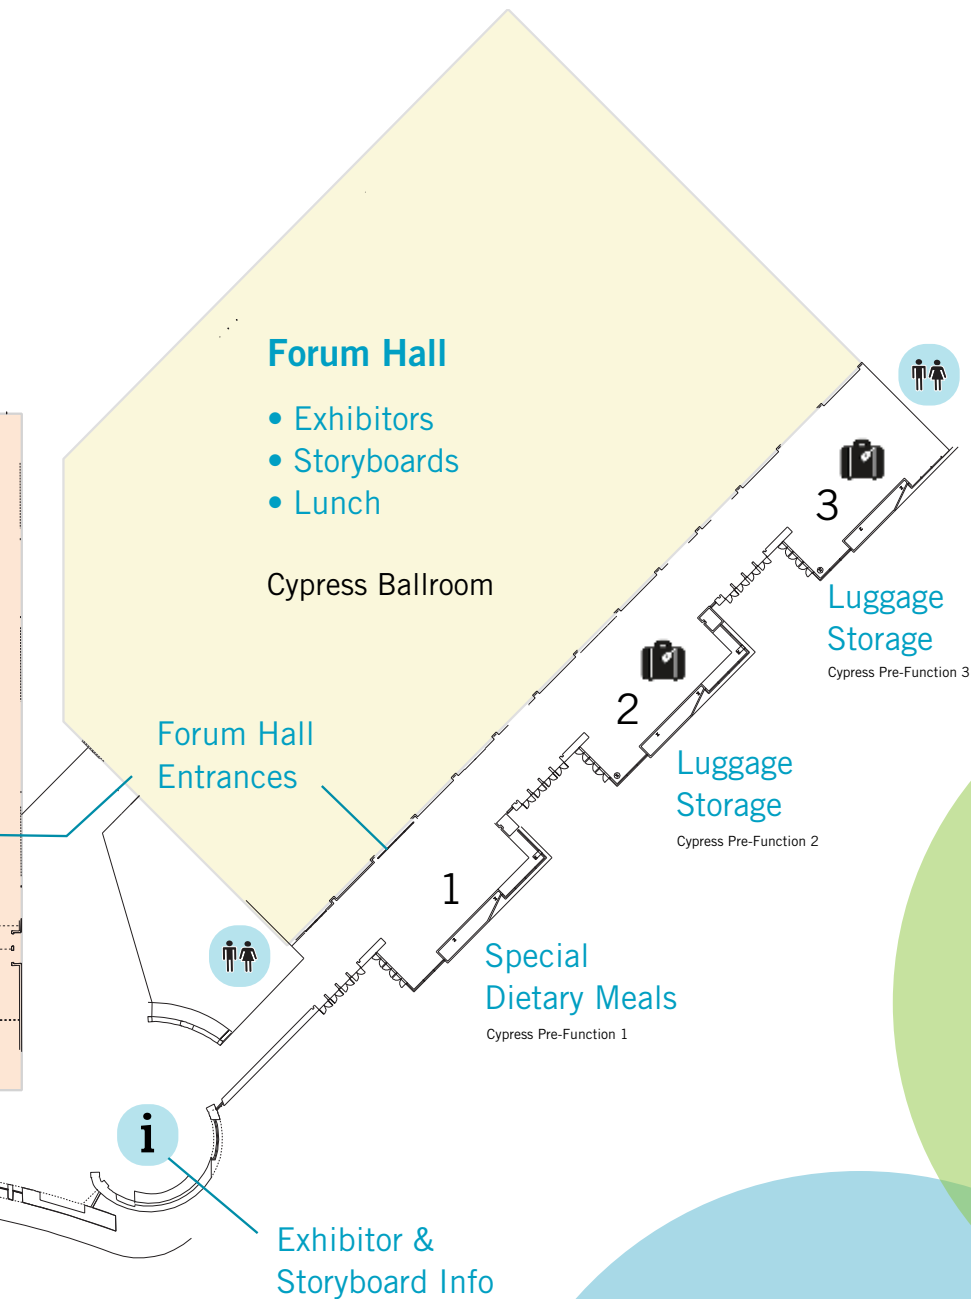 Forum Hall
• Exhibitors
• Storyboards
• Lunch
Cypress Ballroom
Forum Hall
Entrances
3
Luggage
Storage
Cypress Pre-Function 3
2
Luggage
Storage
Cypress Pre-Function 2
1
Special
Dietary Meals
Cypress Pre-Function 1
i
Exhibitor &
Storyboard Info